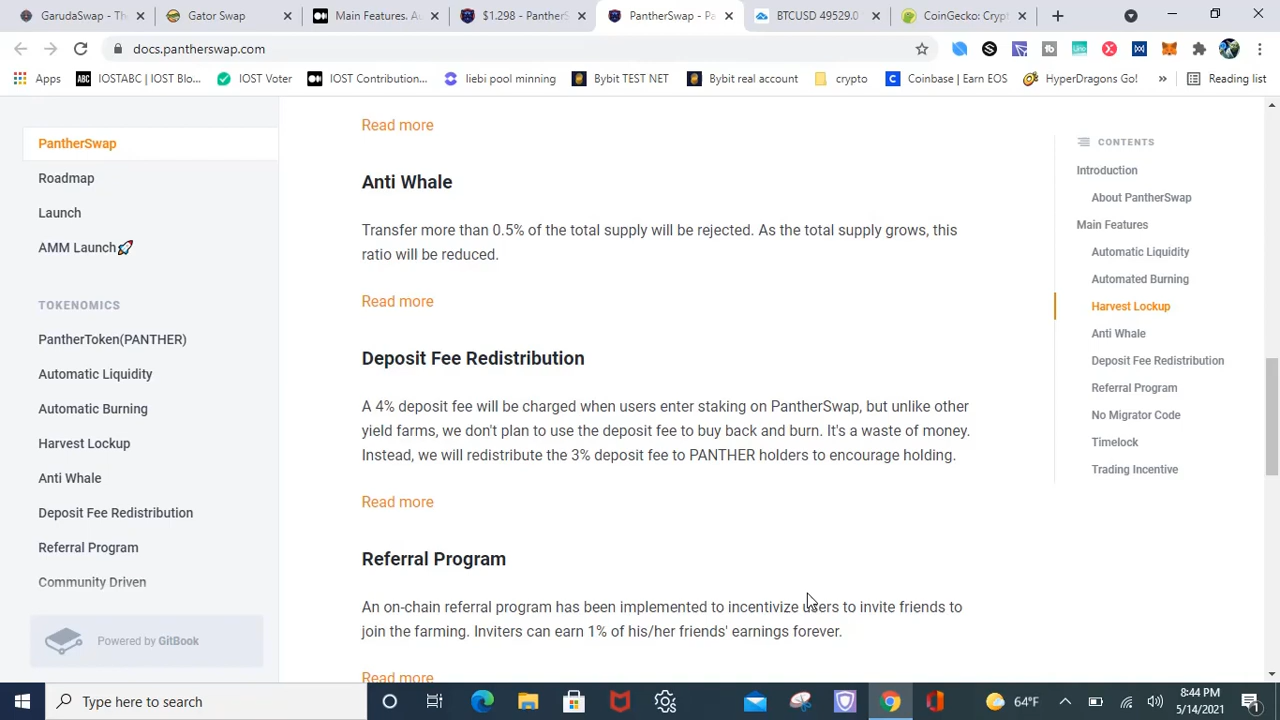 GarudaSwap - Th
Gator Swap
Main Features. A
$1.298 - PantherS
PantherSwap - Pa
BTCUSD 49529.0
CoinGecko: Crypt
docs.pantherswap.com
Apps
ABC
IOSTABC | IOST Blo...
IOST Voter
IOST Contribution...
liebi pool minning
Bybit TEST NET
Bybit real account
crypto
Coinbase | Earn EOS
HyperDragons Go!
»
Reading list
PantherSwap
Roadmap
Launch
AMM Launch🚀
TOKENOMICS
PantherToken(PANTHER)
Automatic Liquidity
Automatic Burning
Harvest Lockup
Anti Whale
Deposit Fee Redistribution
Referral Program
Community Driven
Powered by GitBook
Read more
Anti Whale
Transfer more than 0.5% of the total supply will be rejected. As the total supply grows, this
ratio will be reduced.
Read more
Deposit Fee Redistribution
A 4% deposit fee will be charged when users enter staking on PantherSwap, but unlike other
yield farms, we don't plan to use the deposit fee to buy back and burn. It's a waste of money.
Instead, we will redistribute the 3% deposit fee to PANTHER holders to encourage holding.
Read more
Referral Program
An on-chain referral program has been implemented to incentivize users to invite friends to
join the farming. Inviters can earn 1% of his/her friends' earnings forever.
Read more
CONTENTS
Introduction
About PantherSwap
Main Features
Automatic Liquidity
Automated Burning
Harvest Lockup
Anti Whale
Deposit Fee Redistribution
Referral Program
No Migrator Code
Timelock
Trading Incentive
Type here to search
64°F
8:44 PM
5/14/2021
1